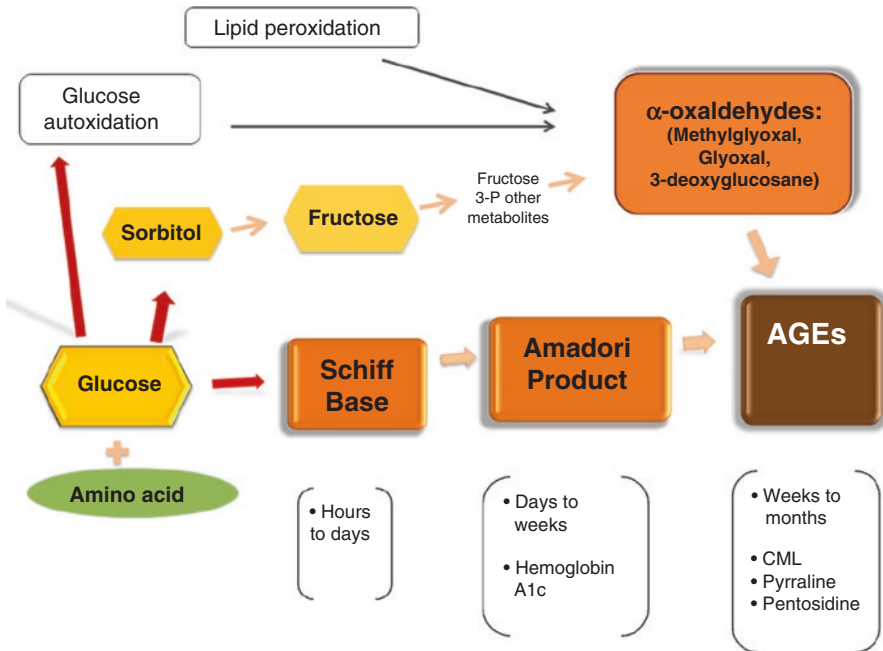 Lipid peroxidation
Glucose
autoxidation
α-oxaldehydes:
(Methylglyoxal,
Glyoxal,
3-deoxyglucosane)
Sorbitol
Fructose
Fructose
3-P other
metabolites
Glucose
Schiff
Base
Amadori
Product
AGEs
+
Amino acid
• Hours
to days
• Days to
weeks
• Hemoglobin
A1c
• Weeks to
months
• CML
• Pyrraline
• Pentosidine